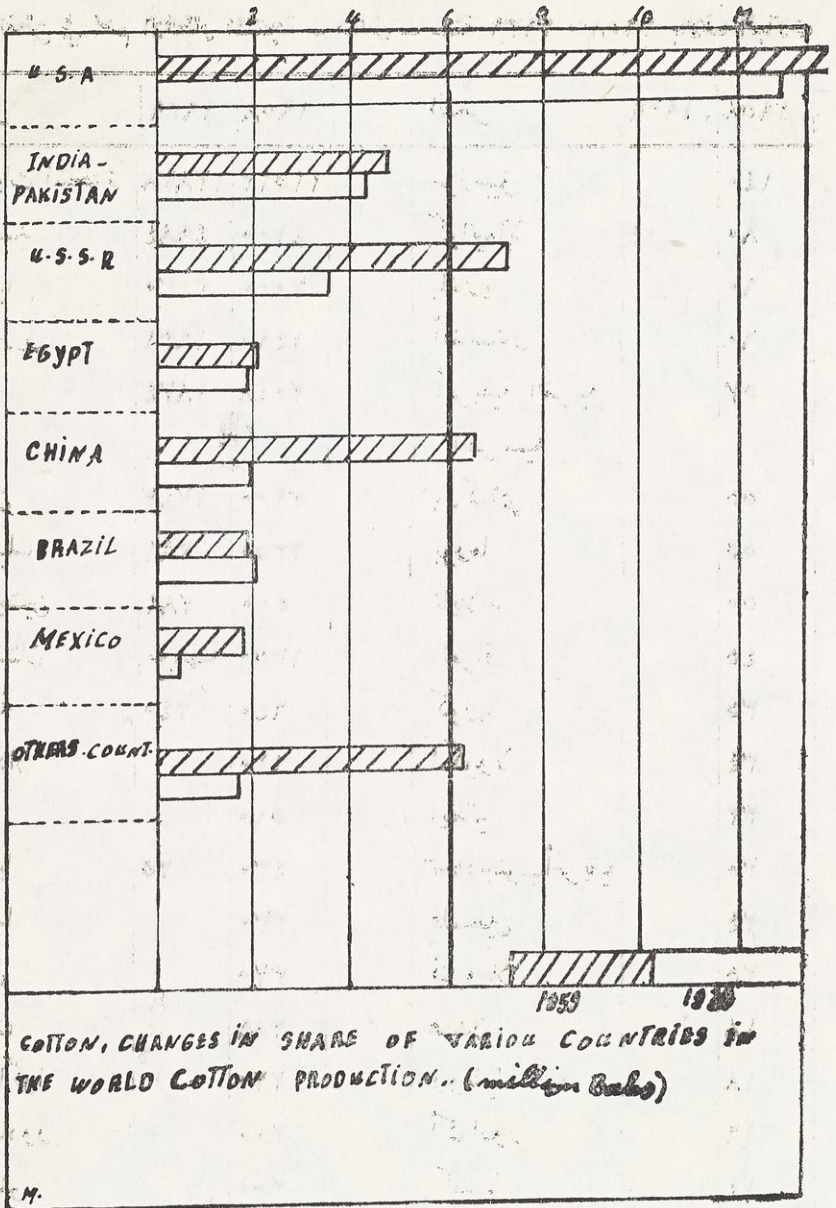 2 4 6 8 10 12
U.S.A
INDIA-
PAKISTAN
U.S.S.R
EGYPT
CHINA
BRAZIL
MEXICO
OTHERS.COUNT.
1959
COTTON, CHANGES IN SHARE OF VARIOU COUNTRIES IN
THE WORLD COTTON PRODUCTION. (million Bales)
M.